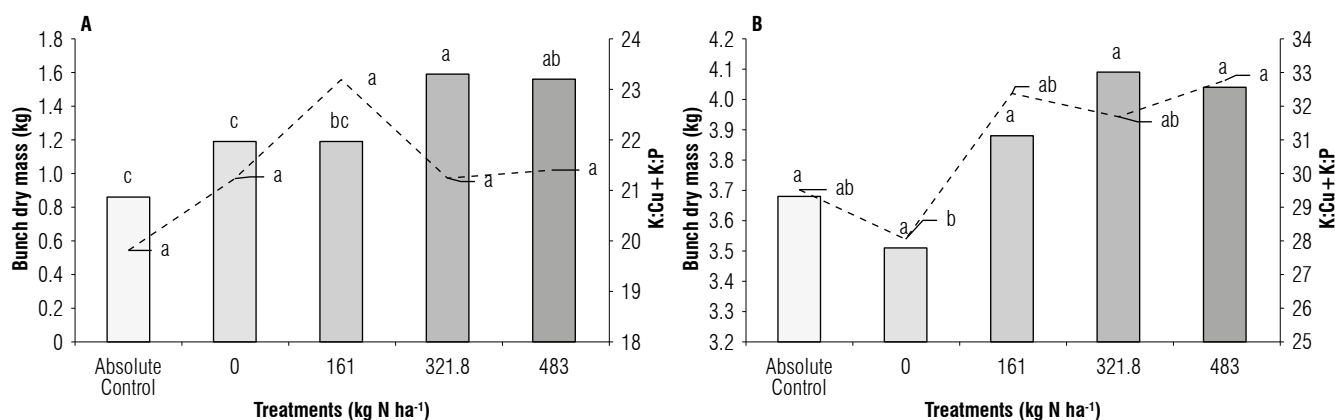 A
Bunch dry mass (kg)
1.8
1.6
1.4
1.2
1.0
0.8
0.6
0.4
0.2
0
c
c
bc
a
ab
a
a
a
a
a
24
23
22
21
20
19
18
K:Cu + K:P
Absolute
Control
0
161
321.8
483
Treatments (kg N ha⁻¹)
B
Bunch dry mass (kg)
4.2
4.1
4.0
3.9
3.8
3.7
3.6
3.5
3.4
3.3
3.2
a
a
a
a
a
ab
b
ab
ab
a
34
33
32
31
30
29
28
27
26
25
K:Cu + K:P
Absolute
Control
0
161
321.8
483
Treatments (kg N ha⁻¹)